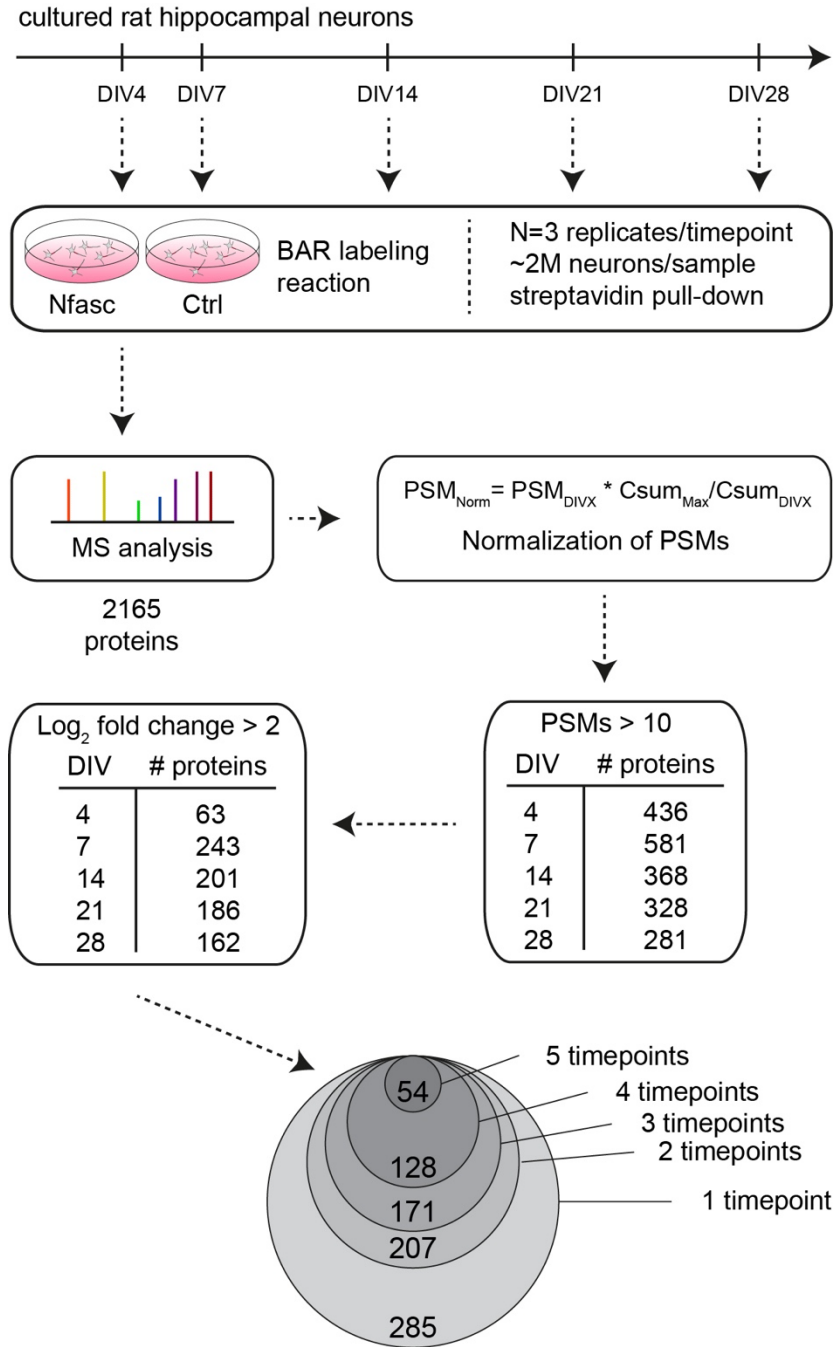 cultured rat hippocampal neurons
DIV4 DIV7 DIV14 DIV21 DIV28
BAR labeling
reaction
Nfasc Ctrl
N=3 replicates/timepoint
~2M neurons/sample
streptavidin pull-down
MS analysis
2165
proteins
PSM_Norm = PSM_DIVX * Csum_Max/Csum_DIVX
Normalization of PSMs
Log₂ fold change > 2
DIV # proteins
4 63
7 243
14 201
21 186
28 162
PSMs > 10
DIV # proteins
4 436
7 581
14 368
21 328
28 281
54
128
171
207
285
5 timepoints
4 timepoints
3 timepoints
2 timepoints
1 timepoint